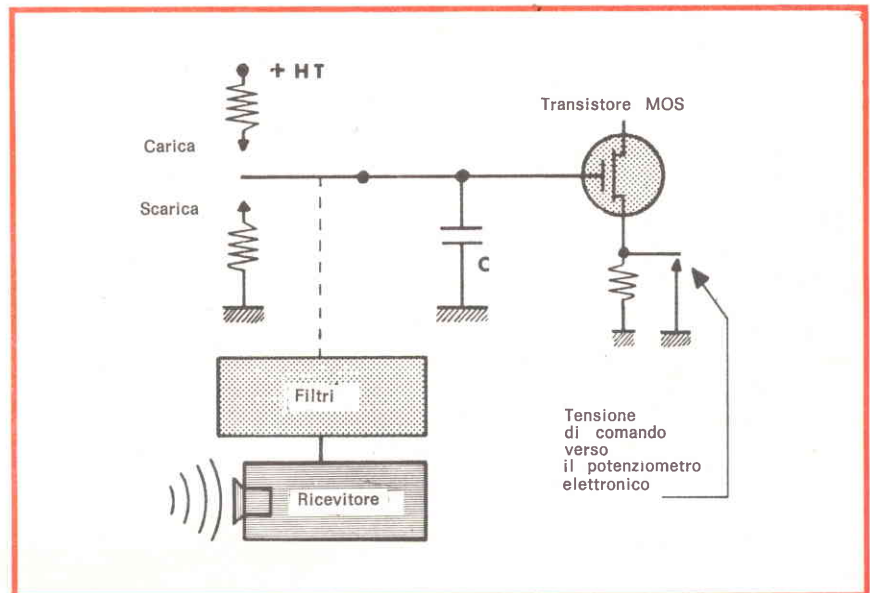 + HT
Transistore MOS
Carica
Scarica
C
Filtri
Ricevitore
Tensione
di comando
verso
il potenziometro
elettronico